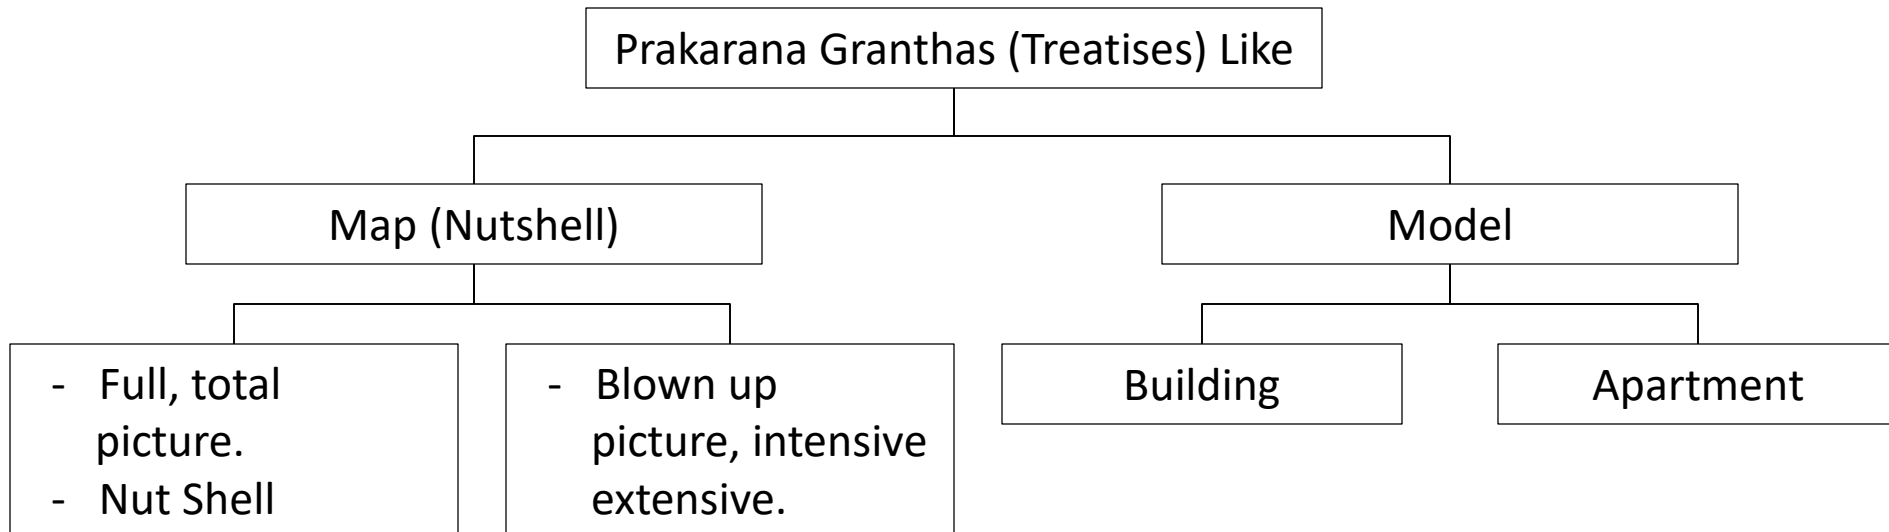 Prakarana Granthas (Treatises) Like
Map (Nutshell)
Model
- Full, total
picture.
- Nut Shell
- Blown up
picture, intensive
extensive.
Building
Apartment